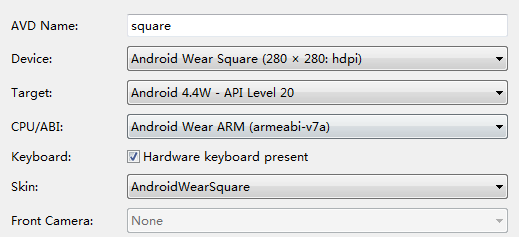 AVD Name: square
Device: Android Wear Square (280 × 280: hdpi)
Target: Android 4.4W - API Level 20
CPU/ABI: Android Wear ARM (armeabi-v7a)
Keyboard: Hardware keyboard present
Skin: AndroidWearSquare
Front Camera: None